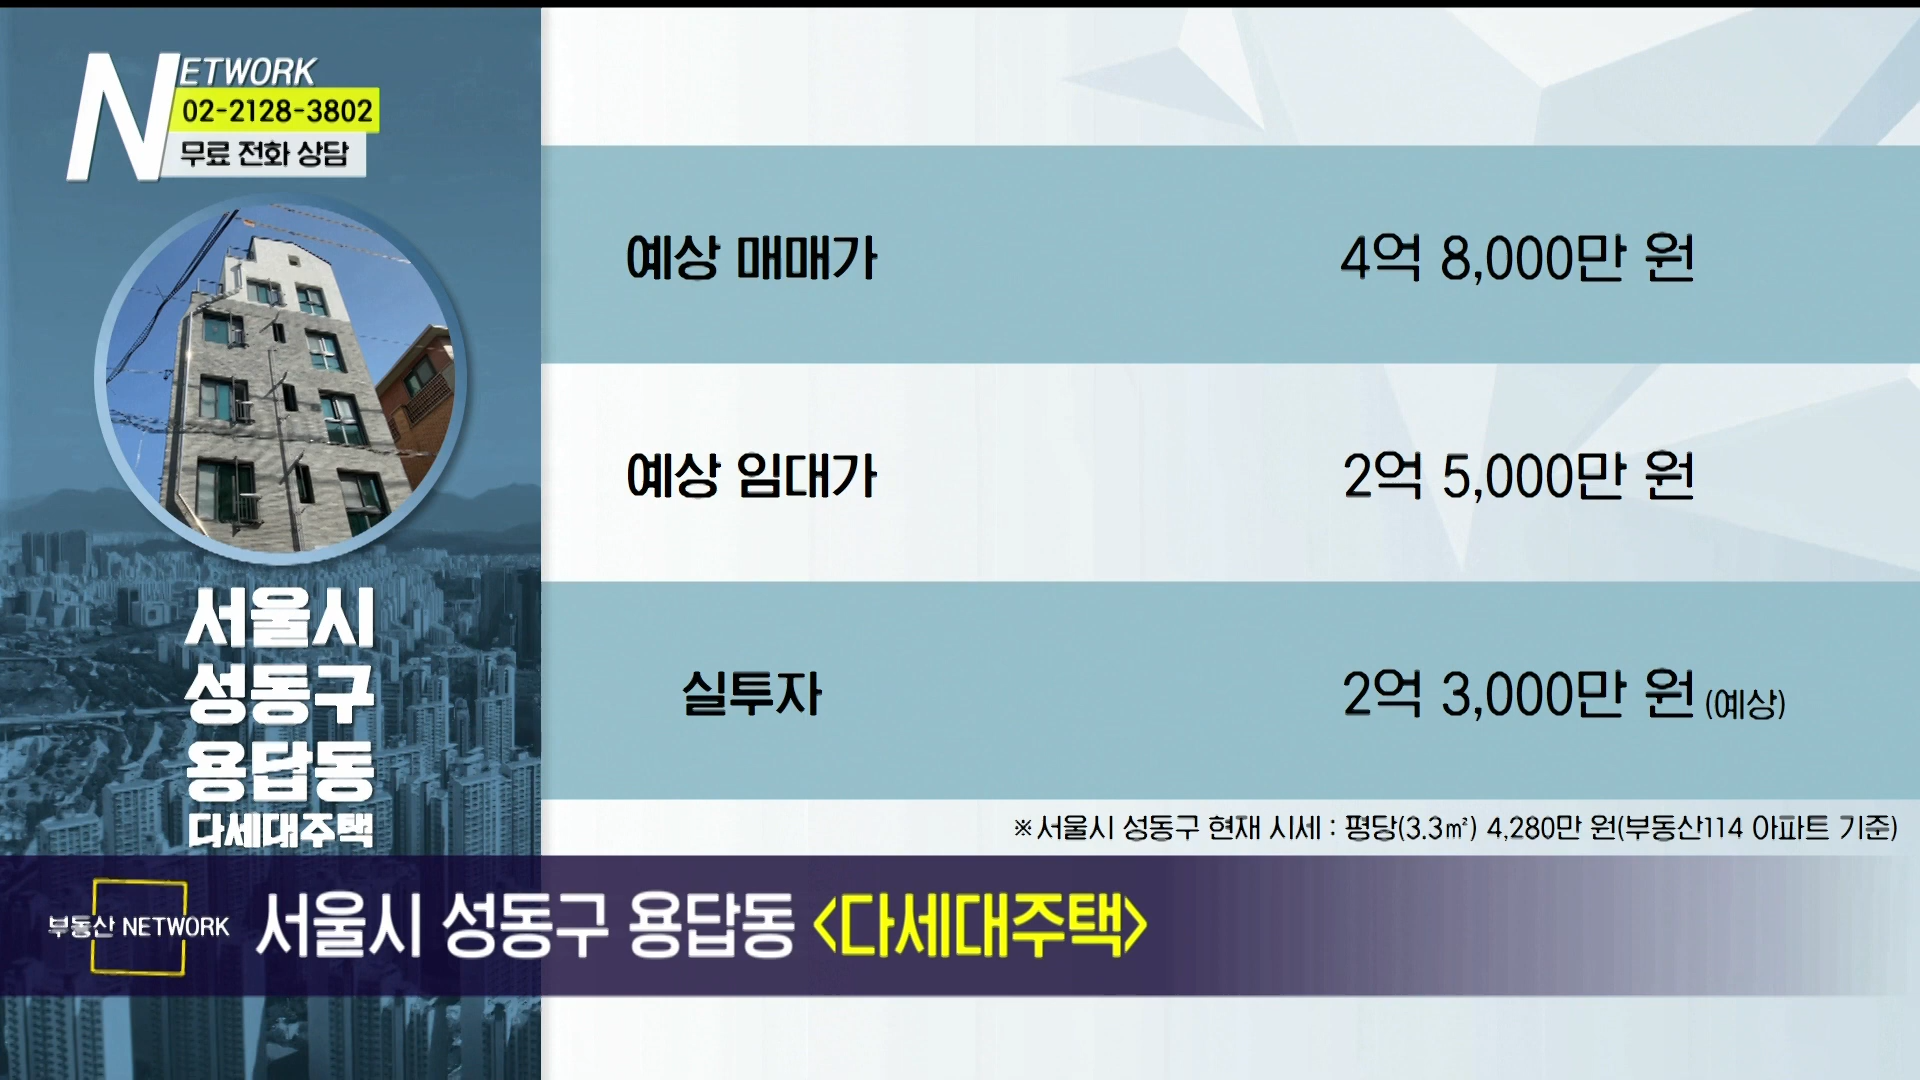 NETWORK
02-2128-3802
무료 전화 상담
서울시
성동구
용답동
다세대주택
예상 매매가 4억 8,000만 원
예상 임대가 2억 5,000만 원
실투자 2억 3,000만 원 (예상)
※서울시 성동구 현재 시세 : 평당(3.3㎡) 4,280만 원(부동산114 아파트 기준)
부동산 NETWORK
서울시 성동구 용답동 <다세대주택>